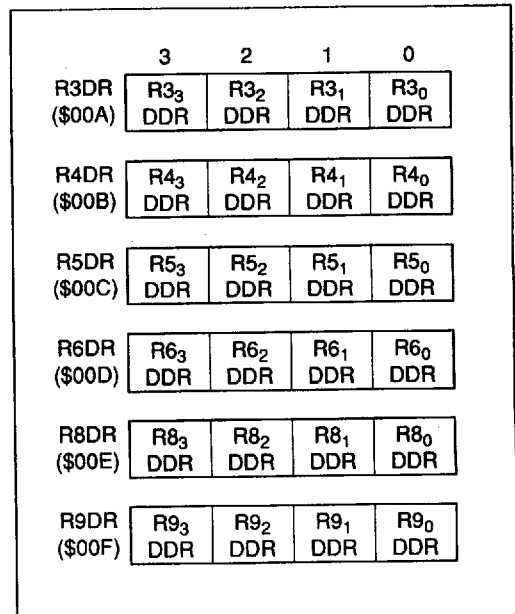 3 2 1 0
R3DR R3₃ R3₂ R3₁ R3₀
($00A) DDR DDR DDR DDR
R4DR R4₃ R4₂ R4₁ R4₀
($00B) DDR DDR DDR DDR
R5DR R5₃ R5₂ R5₁ R5₀
($00C) DDR DDR DDR DDR
R6DR R6₃ R6₂ R6₁ R6₀
($00D) DDR DDR DDR DDR
R8DR R8₃ R8₂ R8₁ R8₀
($00E) DDR DDR DDR DDR
R9DR R9₃ R9₂ R9₁ R9₀
($00F) DDR DDR DDR DDR